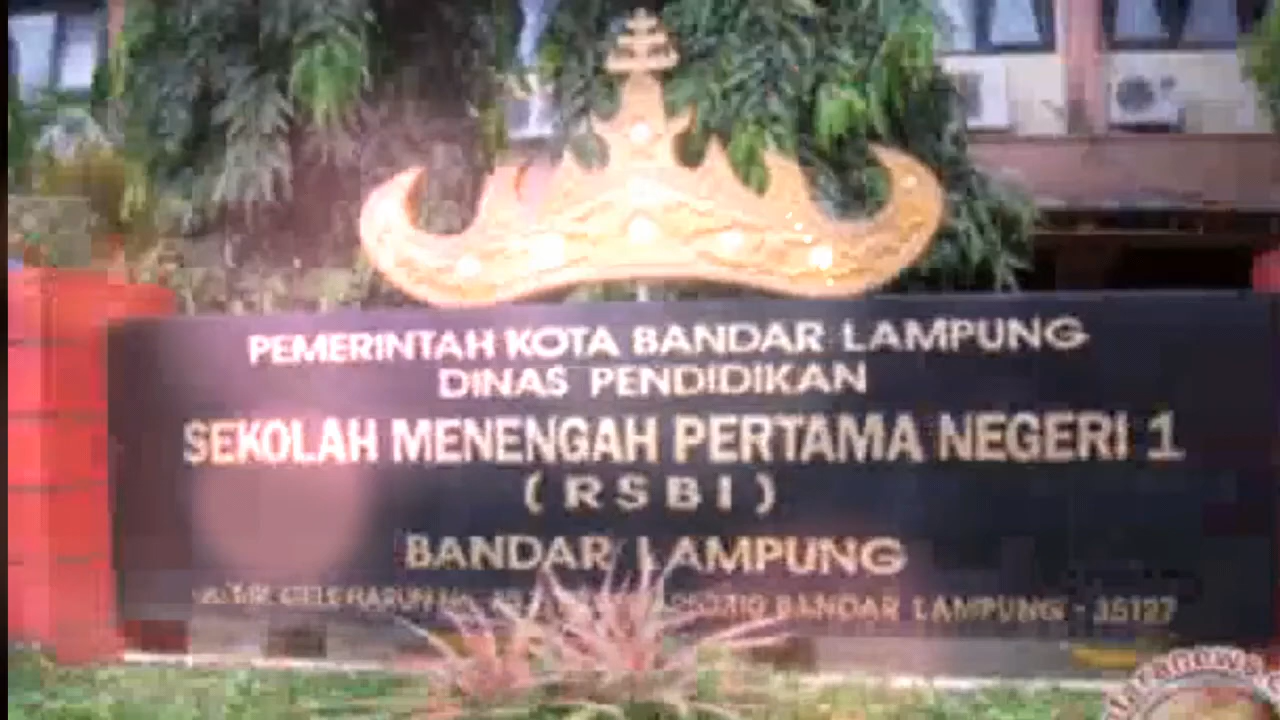 PEMERINTAH KOTA BANDAR LAMPUNG
DINAS PENDIDIKAN
SEKOLAH MENENGAH PERTAMA NEGERI 1
( RSBI )
BANDAR LAMPUNG
BANDAR LAMPUNG - 35127